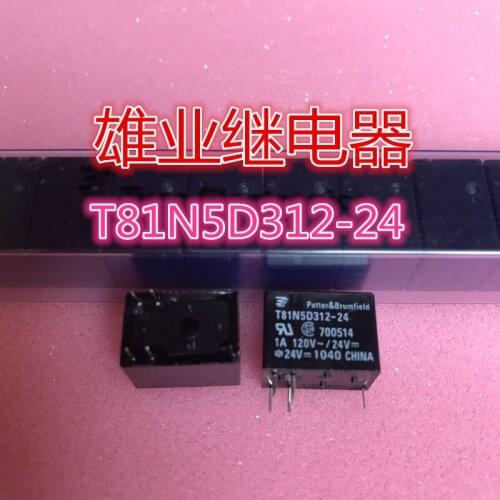 雄业继电器
T81N5D312-24
Potter&Brumfield
T81N5D312-24
700514
1A 120V~/24V⎓
24V⎓ 1040 CHINA